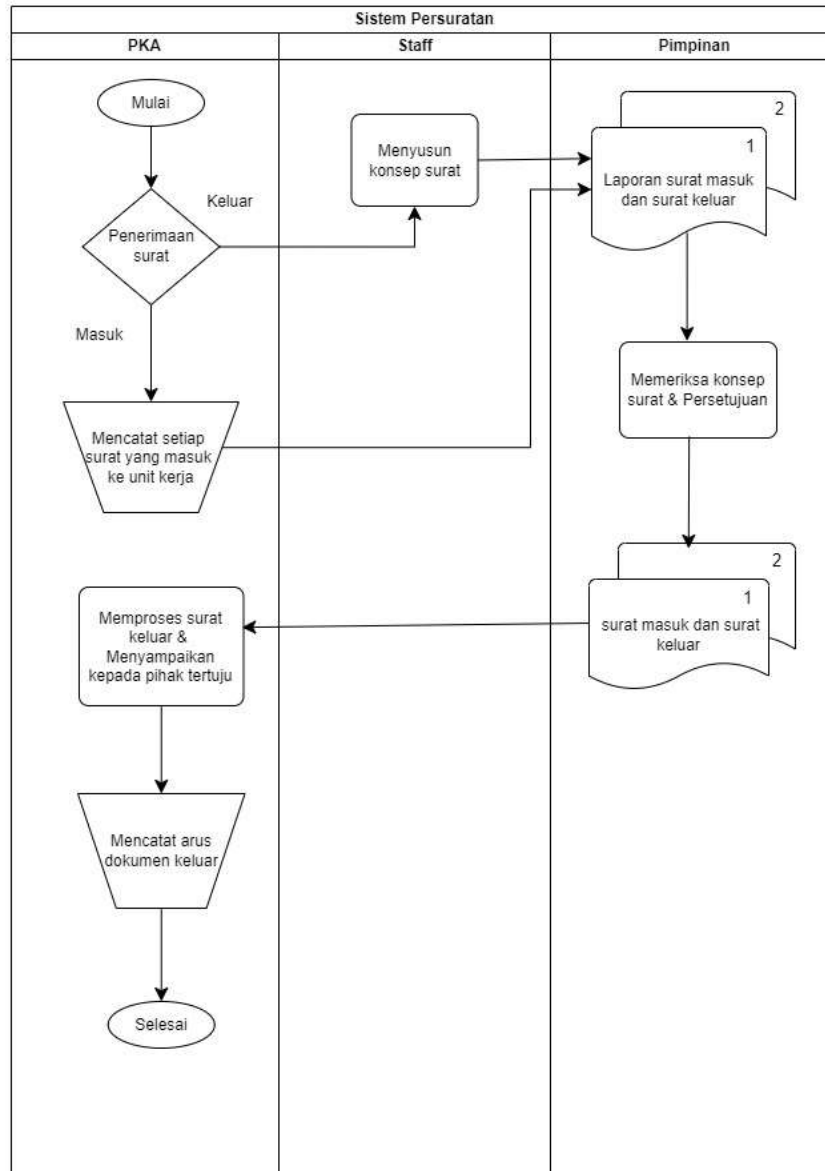 Sistem Persuratan
PKA
Staff
Pimpinan
Mulai
Penerimaan
surat
Keluar
Masuk
Menyusun
konsep surat
2
1
Laporan surat masuk
dan surat keluar
Memeriksa konsep
surat & Persetujuan
Mencatat setiap
surat yang masuk
ke unit kerja
2
1
surat masuk dan surat
keluar
Memproses surat
keluar &
Menyampaikan
kepada pihak tertuju
Mencatat arus
dokumen keluar
Selesai